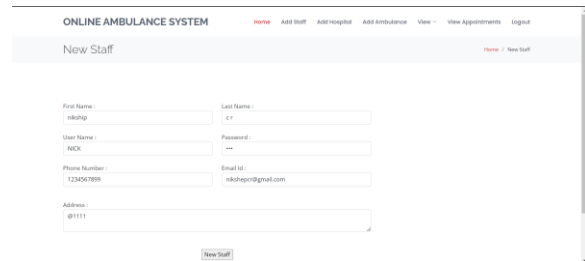 ONLINE AMBULANCE SYSTEM Home Add Staff Add Hospital Add Ambulance View View Appointments Logout
New Staff Home / New Staff
First Name : Last Name :
nikship c r
User Name : Password :
NICK •••
Phone Number : Email Id :
1234567899 nikshepcr@gmail.com
Address :
@1111
New Staff